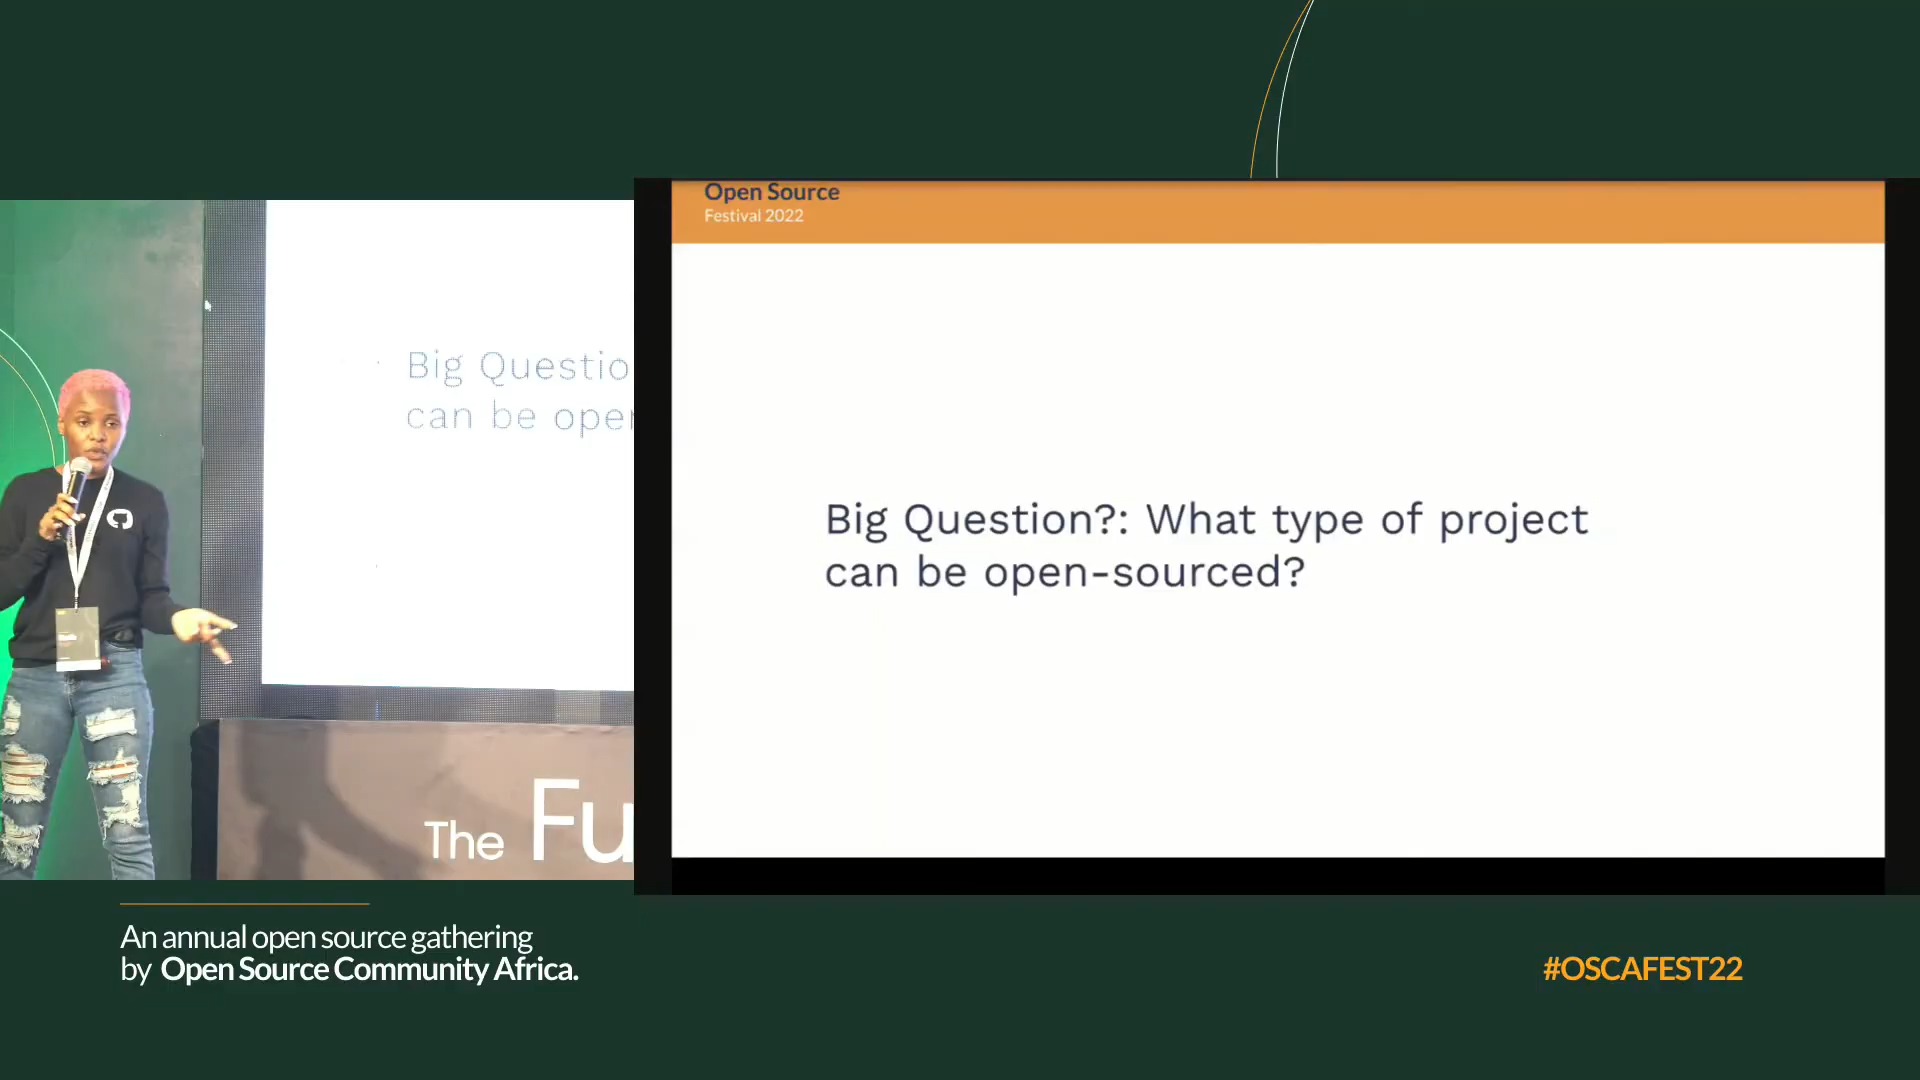 Open Source
Festival 2022
Big Questio
can be open
Big Question?: What type of project
can be open-sourced?
The Fu
An annual open source gathering
by Open Source Community Africa.
#OSCAFEST22